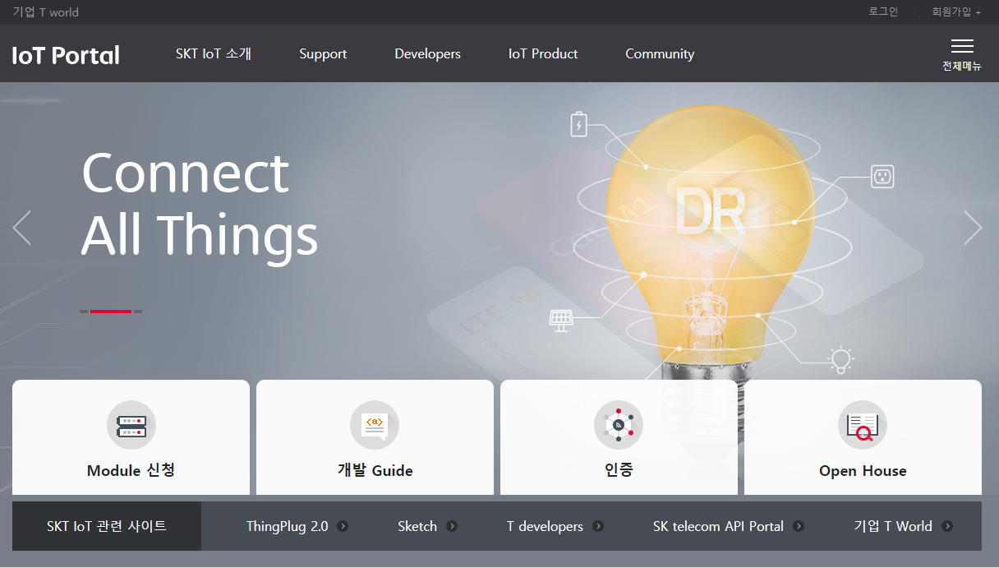 기업 T world
로그인
회원가입 +
IoT Portal
SKT IoT 소개
Support
Developers
IoT Product
Community
전체메뉴
Connect
All Things
DR
Cat.M1
LTE-M
Module 신청
개발 Guide
인증
Open House
SKT IoT 관련 사이트
ThingPlug 2.0
Sketch
T developers
SK telecom API Portal
기업 T World